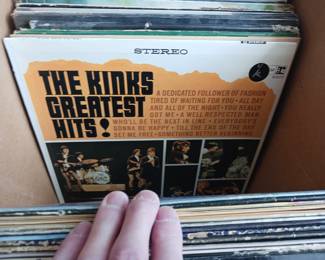 STEREO
THE KINKS
GREATEST
HITS!
A DEDICATED FOLLOWER OF FASHION
TIRED OF WAITING FOR YOU • ALL DAY
AND ALL OF THE NIGHT • YOU REALLY
GOT ME • A WELL RESPECTED MAN
WHO'LL BE THE NEXT IN LINE • EVERYBODY'S
GONNA BE HAPPY • TILL THE END OF THE DAY
SET ME FREE • SOMETHING BETTER BEGINNING